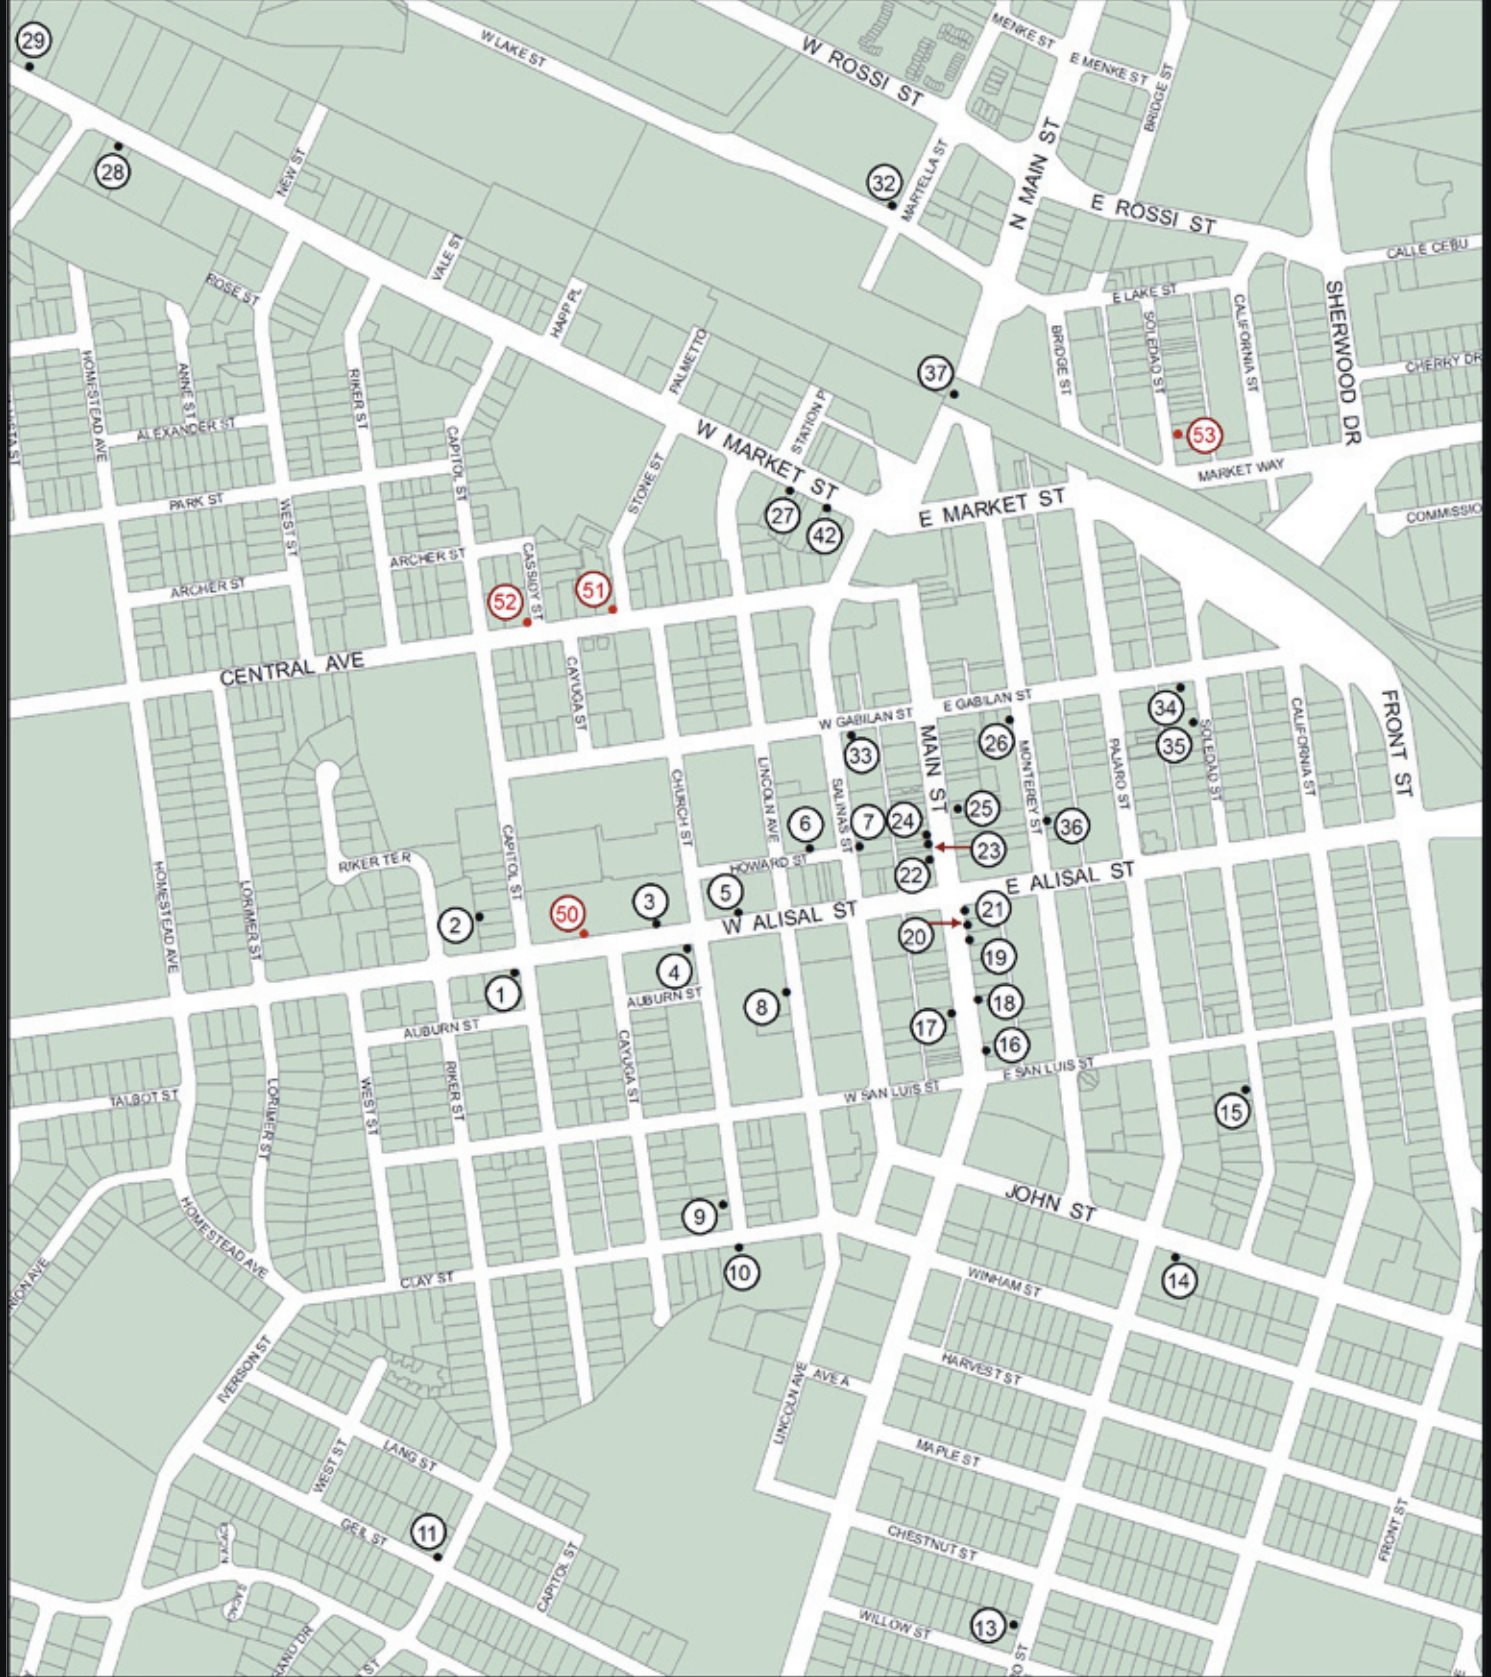 29
W LAKE ST
W ROSSI ST
MENKE ST
E MENKE ST
BRIDGE ST
28
NEW ST
32
MARTELLA ST
N MAIN ST
E ROSSI ST
CALLE CEBU
VALE ST
ROSE ST
HAPP PL
E LAKE ST
SHERWOOD DR
HOMESTEAD AVE
ANNE ST
RIKER ST
PALMETTO
37
BRIDGE ST
SOLEDAD ST
CALIFORNIA ST
CHERRY DR
ALEXANDER ST
CAPITOL ST
W MARKET ST
STATION P
53
MARKET WAY
PARK ST
WEST ST
STONE ST
27
42
E MARKET ST
COMMISSIO
ARCHER ST
CASSIDY ST
ARCHER ST
52
51
CENTRAL AVE
CAYUGA ST
W GABILAN ST
E GABILAN ST
34
35
SOLEDAD ST
CALIFORNIA ST
FRONT ST
33
MAIN ST
26
MONTEREY ST
PAJARO ST
CHURCH ST
LINCOLN AVE
SALINAS ST
6
7
24
25
36
23
22
RIKER TER
CAPITOL ST
HOWARD ST
HOMESTEAD AVE
LORIMER ST
2
50
3
5
W ALISAL ST
E ALISAL ST
21
20
19
4
1
AUBURN ST
8
18
17
16
AUBURN ST
CAYUGA ST
E SAN LUIS ST
TALBOT ST
LORIMER ST
WEST ST
RIKER ST
W SAN LUIS ST
15
HOMESTEAD AVE
9
JOHN ST
10
CLAY ST
WINHAM ST
14
IVERSON ST
LINCOLN AVE
AVE A
HARVEST ST
WEST ST
LANG ST
MAPLE ST
GEIL ST
11
CAPITOL ST
CHESTNUT ST
FRONT ST
WILLOW ST
13